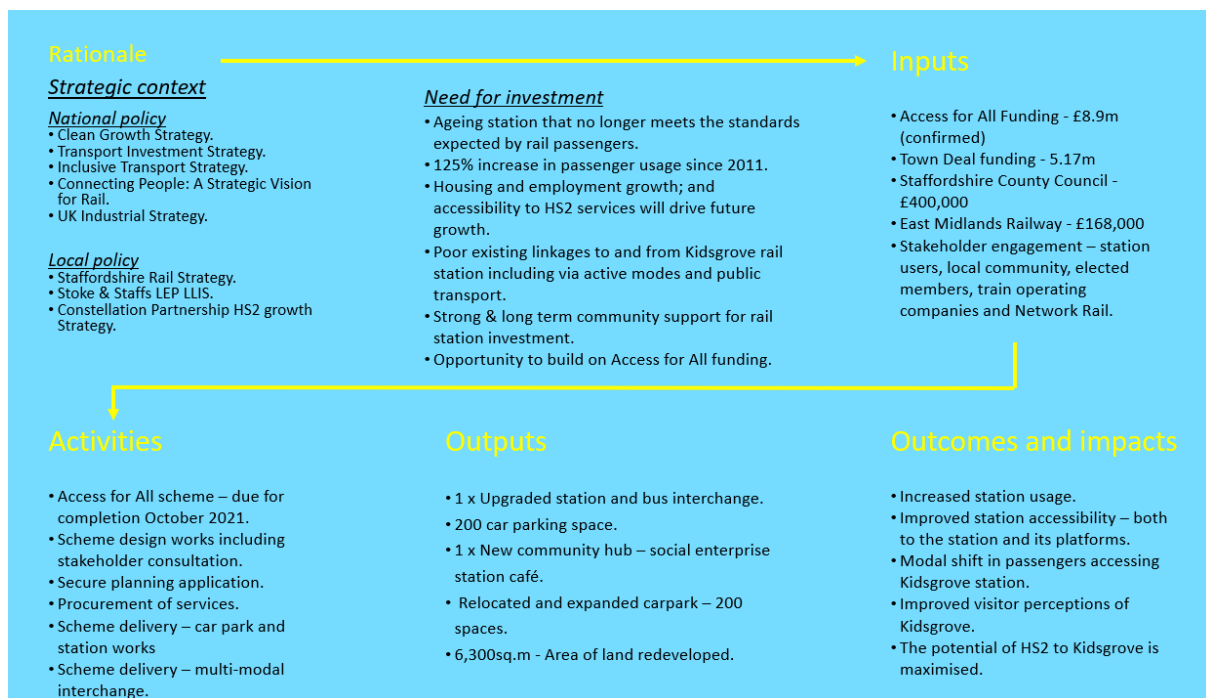 Rationale
Strategic context
National policy
• Clean Growth Strategy.
• Transport Investment Strategy.
• Inclusive Transport Strategy.
• Connecting People: A Strategic Vision
for Rail.
• UK Industrial Strategy.
Local policy
• Staffordshire Rail Strategy.
• Stoke & Staffs LEP LLIS.
• Constellation Partnership HS2 growth
Strategy.
Need for investment
• Ageing station that no longer meets the standards
expected by rail passengers.
• 125% increase in passenger usage since 2011.
• Housing and employment growth; and
accessibility to HS2 services will drive future
growth.
• Poor existing linkages to and from Kidsgrove rail
station including via active modes and public
transport.
• Strong & long term community support for rail
station investment.
• Opportunity to build on Access for All funding.
Inputs
• Access for All Funding - £8.9m
(confirmed)
• Town Deal funding - 5.17m
• Staffordshire County Council -
£400,000
• East Midlands Railway - £168,000
• Stakeholder engagement – station
users, local community, elected
members, train operating
companies and Network Rail.
Activities
• Access for All scheme – due for
completion October 2021.
• Scheme design works including
stakeholder consultation.
• Secure planning application.
• Procurement of services.
• Scheme delivery – car park and
station works
• Scheme delivery – multi-modal
interchange.
Outputs
• 1 x Upgraded station and bus interchange.
• 200 car parking space.
• 1 x New community hub – social enterprise
station café.
• Relocated and expanded carpark – 200
spaces.
• 6,300sq.m - Area of land redeveloped.
Outcomes and impacts
• Increased station usage.
• Improved station accessibility – both
to the station and its platforms.
• Modal shift in passengers accessing
Kidsgrove station.
• Improved visitor perceptions of
Kidsgrove.
• The potential of HS2 to Kidsgrove is
maximised.